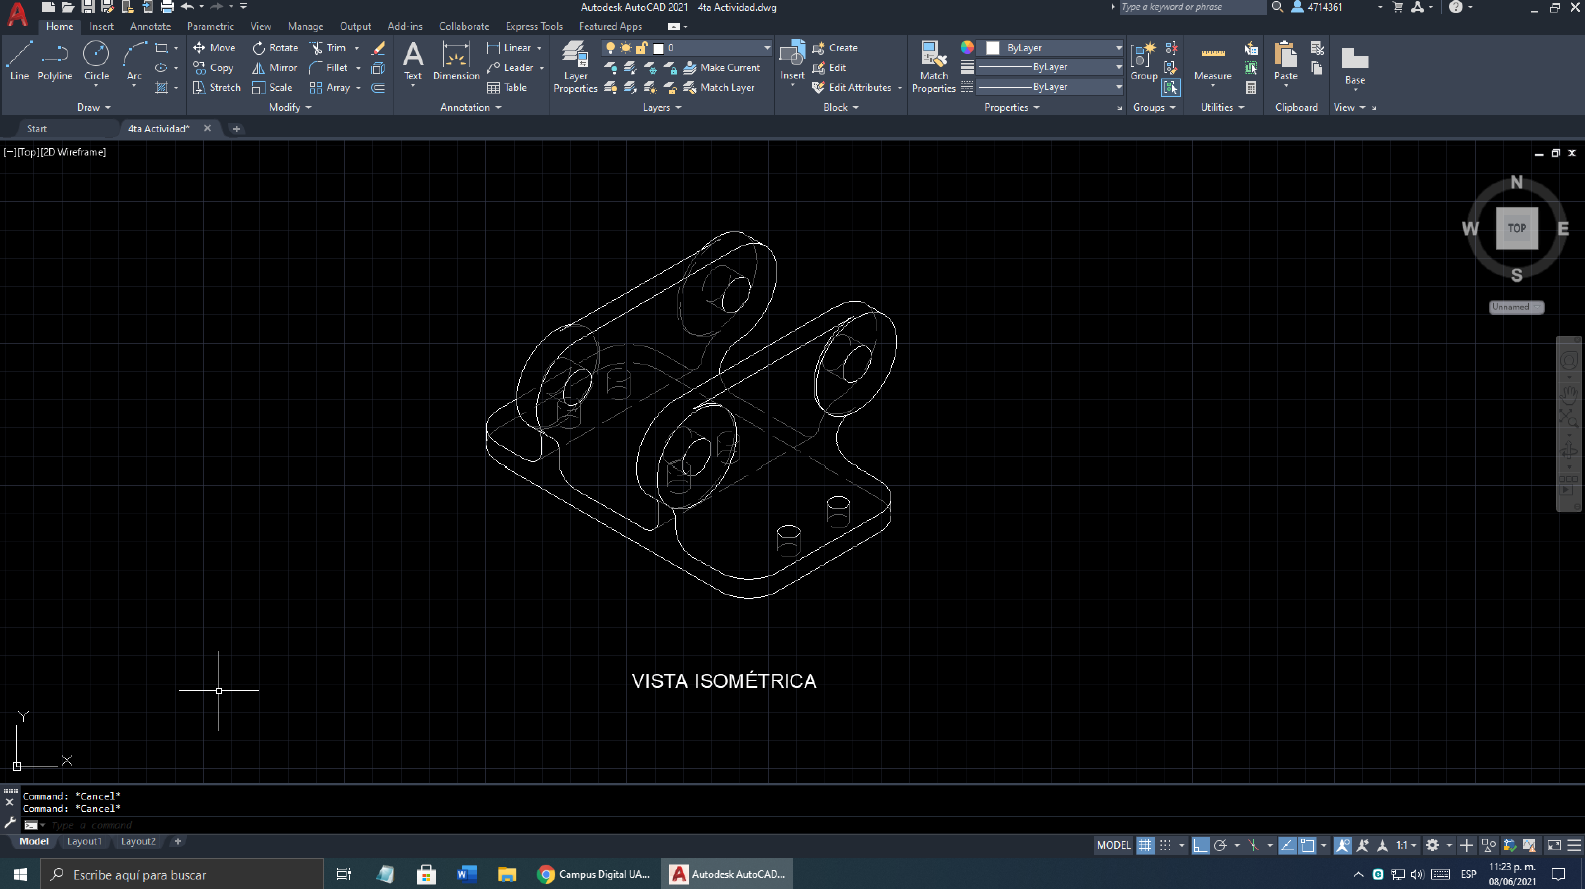 Autodesk AutoCAD 2021 4ta Actividad.dwg
Type a keyword or phrase
4714361
Home Insert Annotate Parametric View Manage Output Add-ins Collaborate Express Tools Featured Apps
Line Polyline Circle Arc
Move Rotate Trim
Copy Mirror Fillet
Stretch Scale Array
Text Dimension
Linear
Leader
Table
Layer Properties
0
Make Current
Match Layer
Insert
Create
Edit
Edit Attributes
Match Properties
ByLayer
ByLayer
ByLayer
Group
Measure
Paste
Base
Draw Modify Annotation Layers Block Properties Groups Utilities Clipboard View
Start 4ta Actividad*
[−][Top][2D Wireframe]
N
W TOP E
S
Unnamed
VISTA ISOMÉTRICA
Y
X
Command: *Cancel*
Command: *Cancel*
Type a command
Model Layout1 Layout2 +
MODEL 1:1
Escribe aquí para buscar
Campus Digital UA...
Autodesk AutoCAD...
ESP
11:23 p. m.
08/06/2021